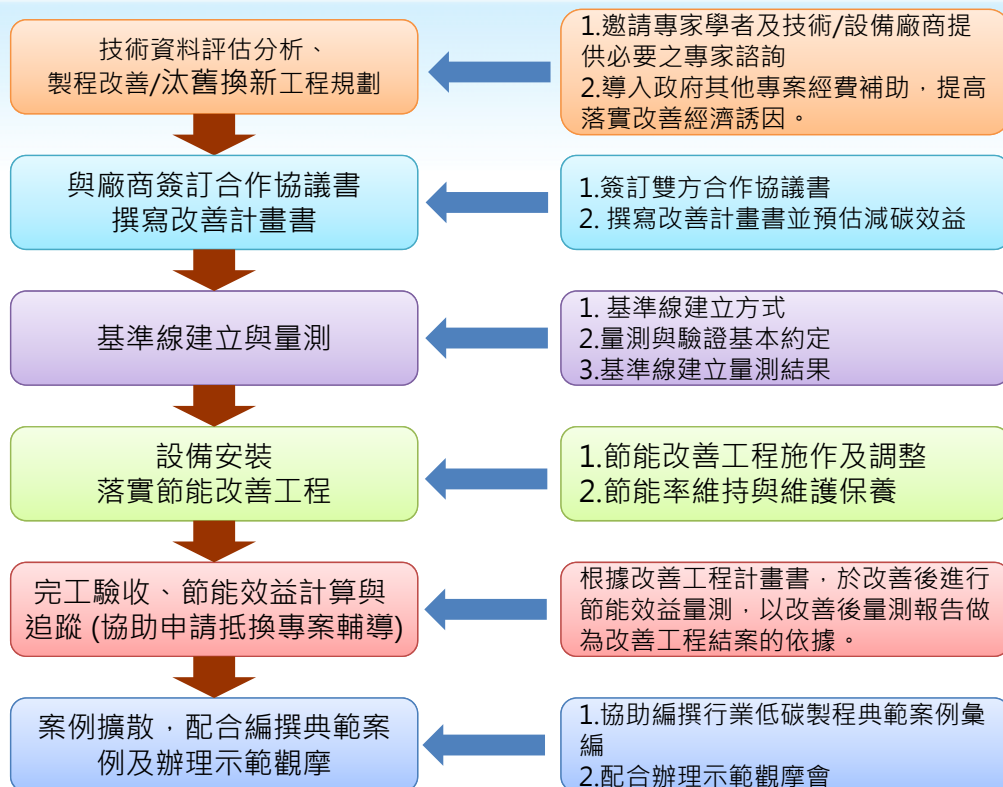 技術資料評估分析、
製程改善/汰舊換新工程規劃
1.邀請專家學者及技術/設備廠商提
供必要之專家諮詢
2.導入政府其他專案經費補助，提高
落實改善經濟誘因。
與廠商簽訂合作協議書
撰寫改善計畫書
1.簽訂雙方合作協議書
2. 撰寫改善計畫書並預估減碳效益
基準線建立與量測
1. 基準線建立方式
2.量測與驗證基本約定
3.基準線建立量測結果
設備安裝
落實節能改善工程
1.節能改善工程施作及調整
2.節能率維持與維護保養
完工驗收、節能效益計算與
追蹤 (協助申請抵換專案輔導)
根據改善工程計畫書，於改善後進行
節能效益量測，以改善後量測報告做
為改善工程結案的依據。
案例擴散，配合編撰典範案
例及辦理示範觀摩
1.協助編撰行業低碳製程典範案例彙
編
2.配合辦理示範觀摩會